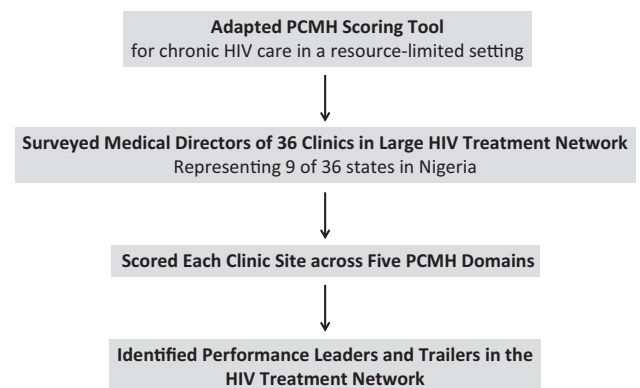 Adapted PCMH Scoring Tool
for chronic HIV care in a resource-limited setting
Surveyed Medical Directors of 36 Clinics in Large HIV Treatment Network
Representing 9 of 36 states in Nigeria
Scored Each Clinic Site across Five PCMH Domains
Identified Performance Leaders and Trailers in the
HIV Treatment Network